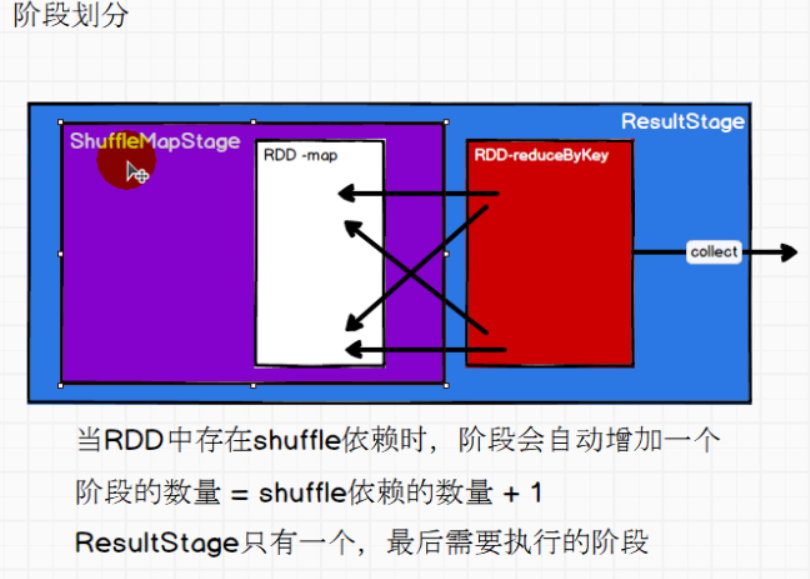 阶段划分
ResultStage
ShuffleMapStage
RDD -map
RDD-reduceByKey
collect
当RDD中存在shuffle依赖时，阶段会自动增加一个
阶段的数量 = shuffle依赖的数量 + 1
ResultStage只有一个，最后需要执行的阶段